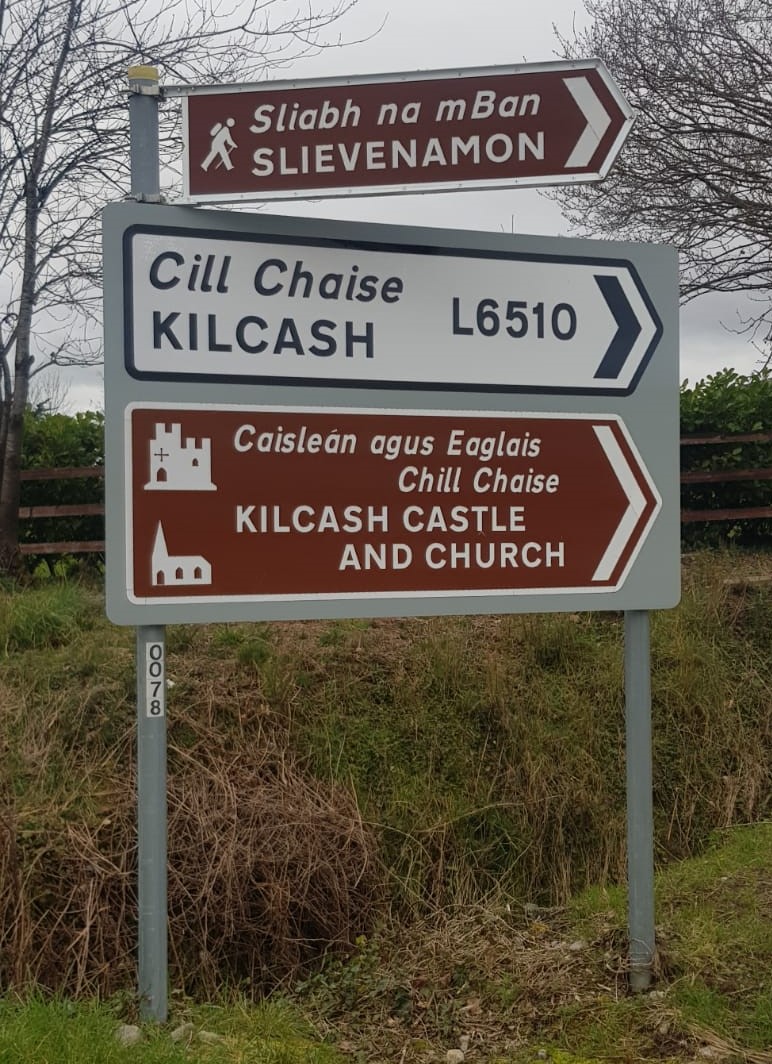 Sliabh na mBan
SLIEVENAMON
Cill Chaise
KILCASH L6510
Caisleán agus Eaglais
Chill Chaise
KILCASH CASTLE
AND CHURCH
0078